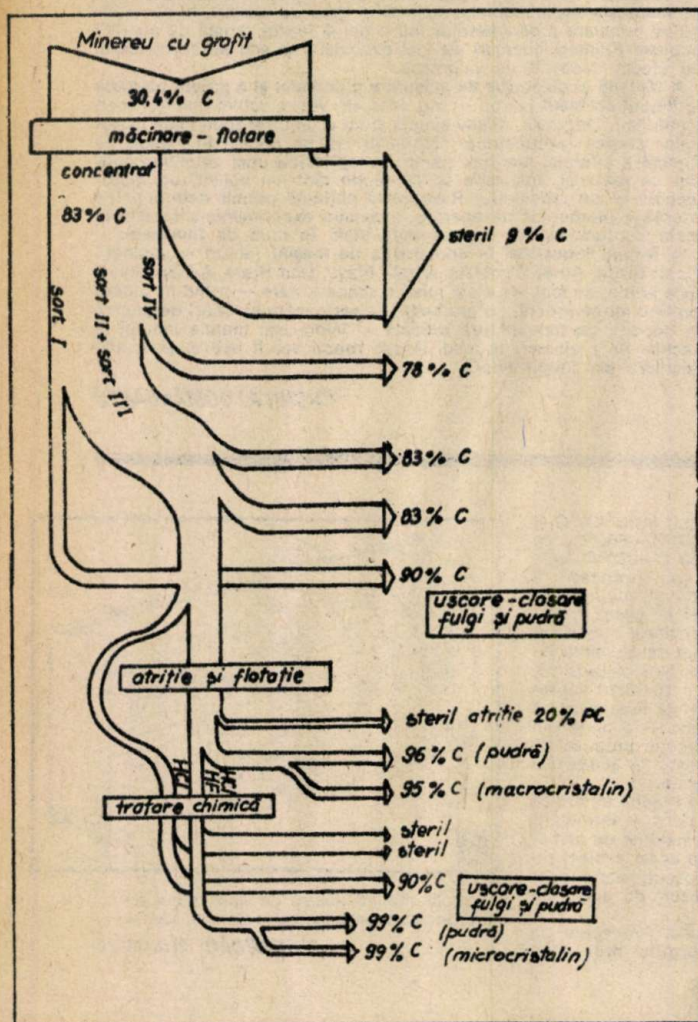 Minereu cu grafit
30,4% C
măcinare - flotare
concentrat
83% C
sort I
sort II + sort III
sort IV
steril 9% C
78% C
83% C
83% C
90% C
uscare-clasare
fulgi și pudră
atriție și flotație
steril atriție 20% PC
96% C (pudră)
95% C (macrocristalin)
HCl
HF
HCl
tratare chimică
steril
steril
90% C
uscare-clasare
fulgi și pudră
99% C
(pudră)
99% C (microcristalin)